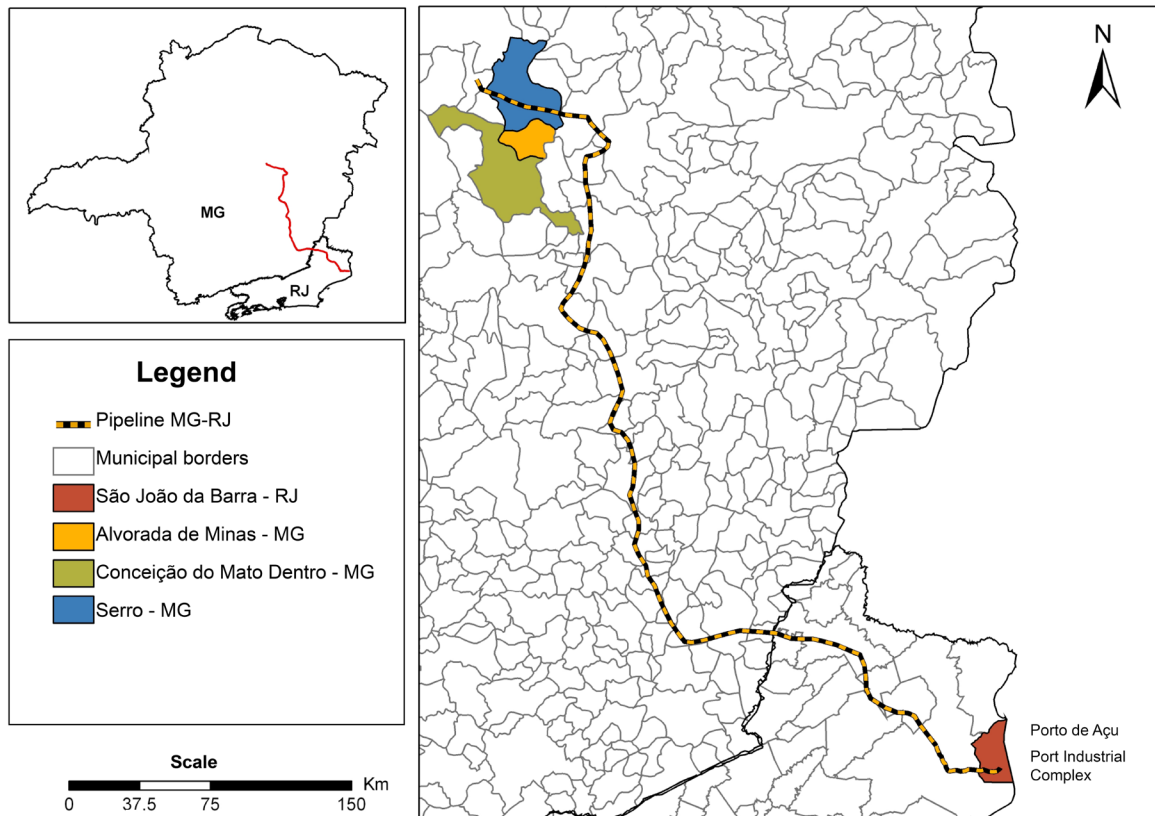 MG
RJ
Legend
Pipeline MG-RJ
Municipal borders
São João da Barra - RJ
Alvorada de Minas - MG
Conceição do Mato Dentro - MG
Serro - MG
Scale
Km
0 37.5 75 150
N
Porto de Açu
Port Industrial
Complex